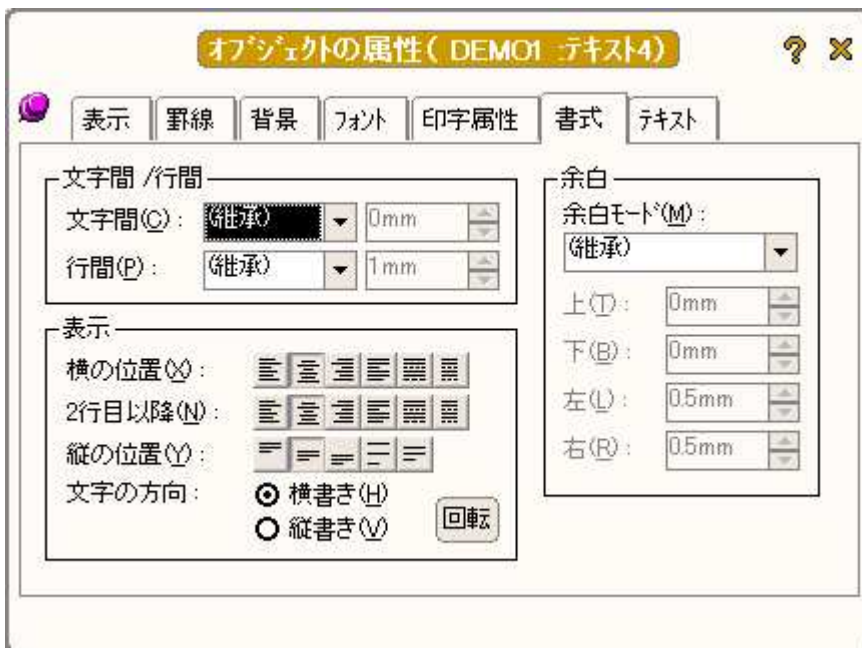 オブジェクトの属性( DEMO1 :テキスト4)
表示 罫線 背景 フォント 印字属性 書式 テキスト
文字間 /行間
文字間(C): (継承) 0mm
行間(P): (継承) 1mm
表示
横の位置(X):
2行目以降(N):
縦の位置(Y):
文字の方向: 横書き(H)
縦書き(V)
回転
余白
余白モード(M):
(継承)
上(T): 0mm
下(B): 0mm
左(L): 0.5mm
右(R): 0.5mm